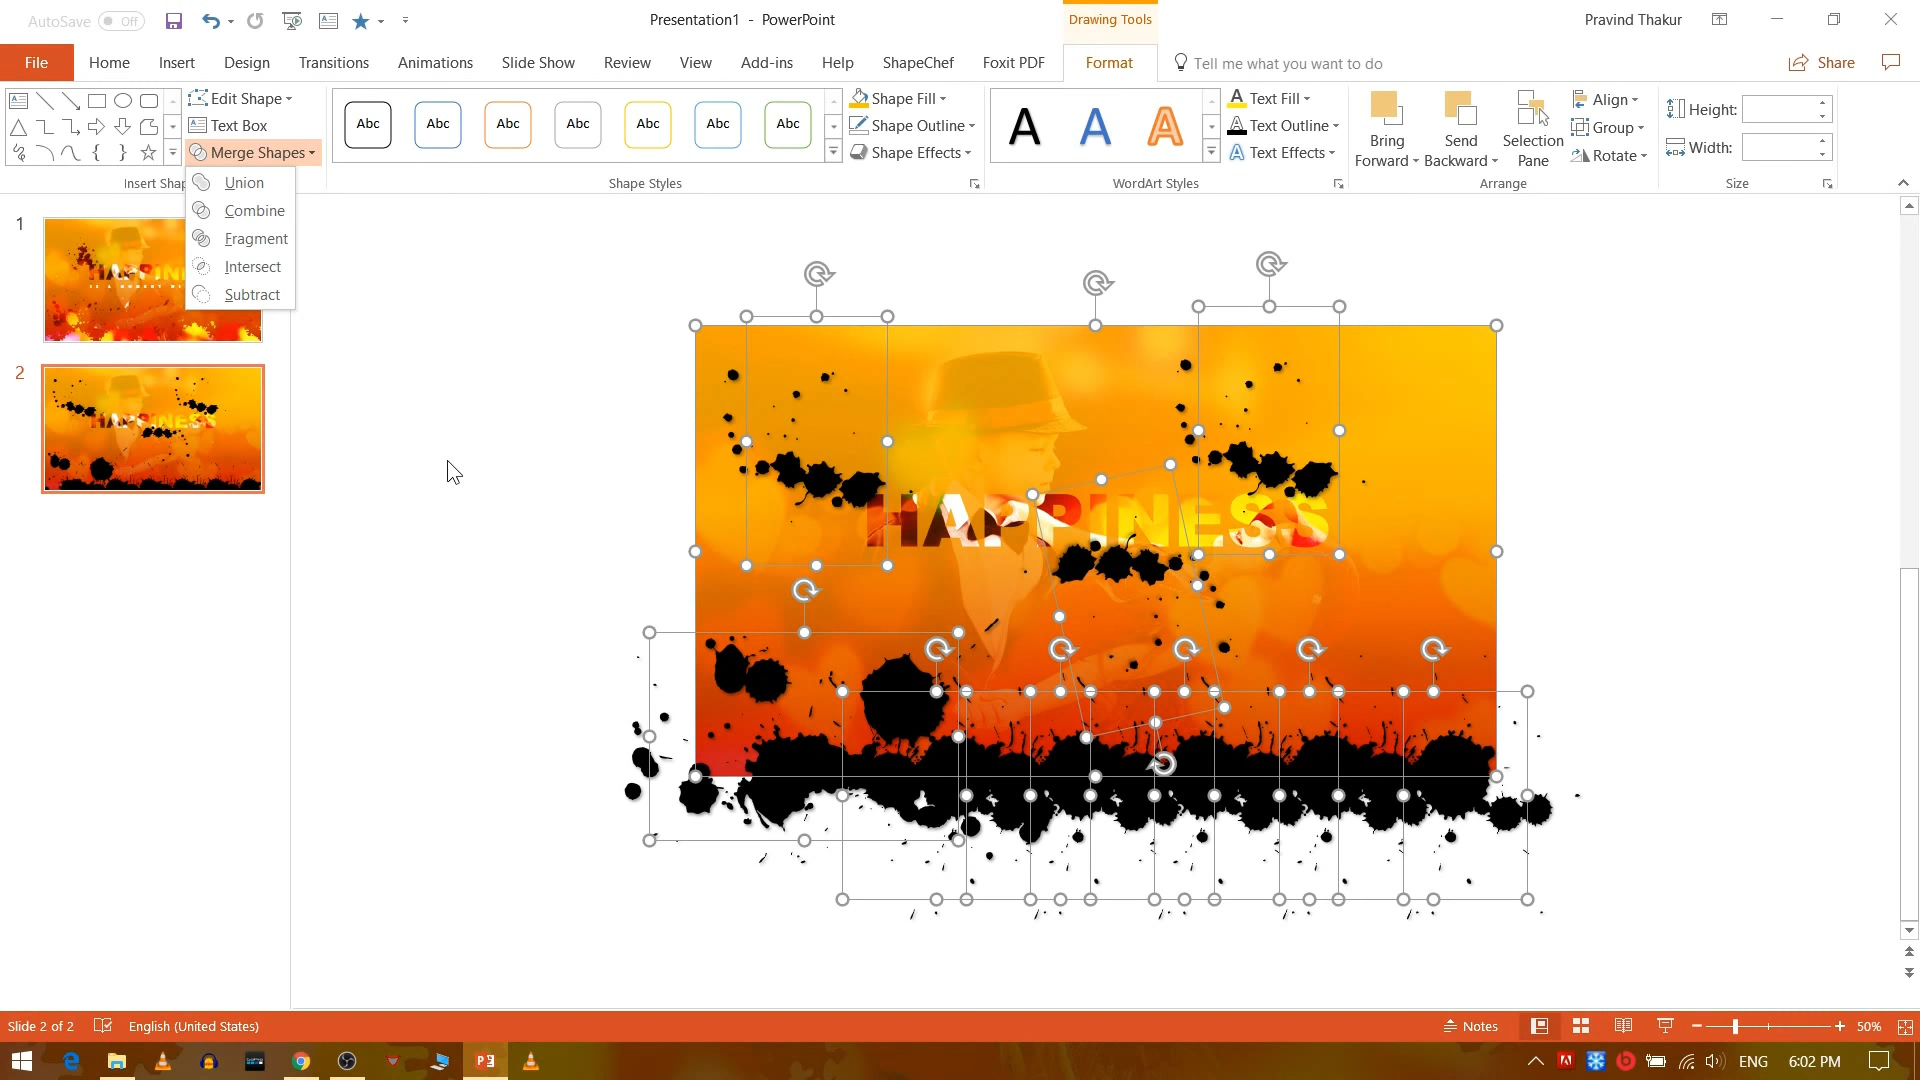 AutoSave Off
Presentation1 - PowerPoint
Drawing Tools
Pravind Thakur
File Home Insert Design Transitions Animations Slide Show Review View Add-ins Help ShapeChef Foxit PDF Format Tell me what you want to do Share
Edit Shape
Text Box
Merge Shapes
Abc Abc Abc Abc Abc Abc Abc
Shape Fill
Shape Outline
Shape Effects
A A A
Text Fill
Text Outline
Text Effects
Bring Forward
Send Backward
Selection Pane
Align
Group
Rotate
Height:
Width:
Insert Shap
Shape Styles
WordArt Styles
Arrange
Size
Union
Combine
Fragment
Intersect
Subtract
1
HAPPIN
2
HAPPINESS
HAPPINESS
Slide 2 of 2
English (United States)
Notes
50%
ENG
6:02 PM